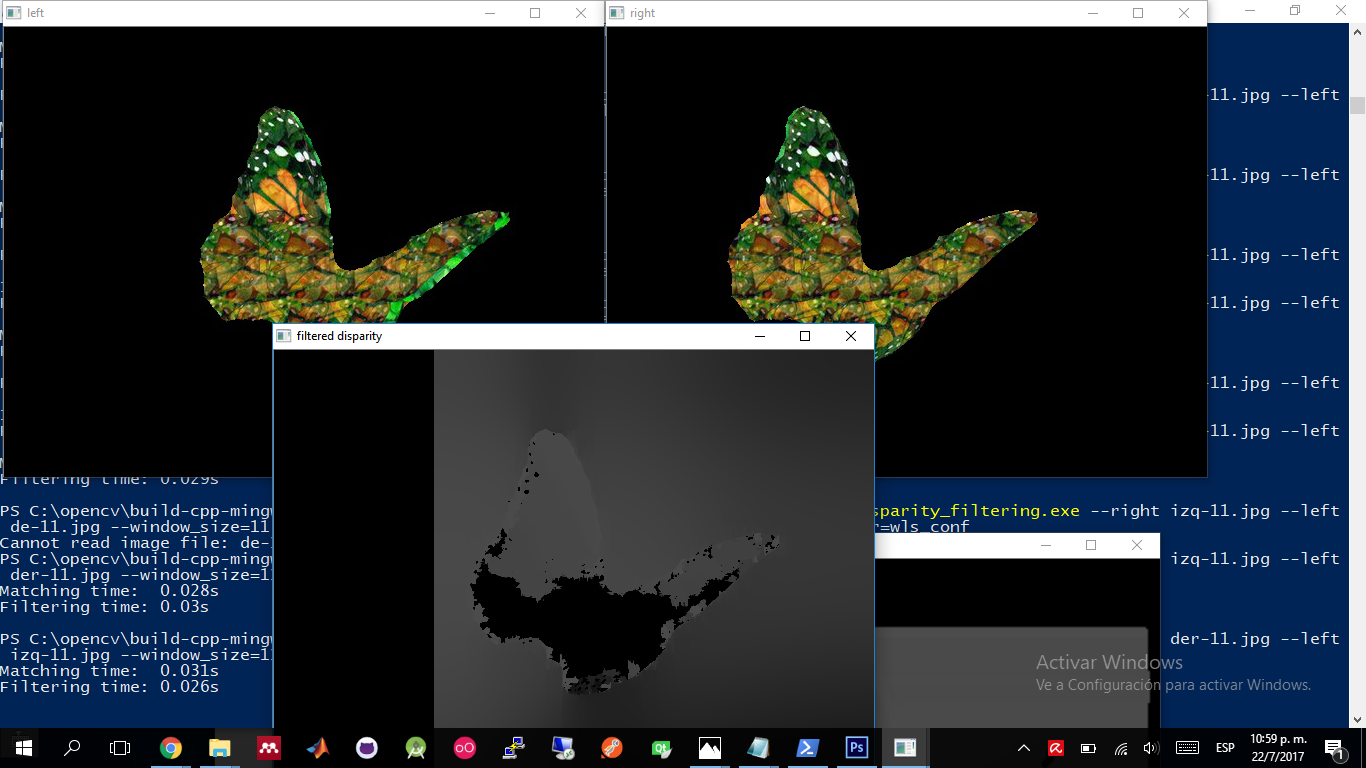 left
right
-11.jpg --left
-11.jpg --left
-11.jpg --left
-11.jpg --left
-11.jpg --left
-11.jpg --left
filtered disparity
Filtering time: 0.029s
PS C:\opencv\build-cpp-ming sparity_filtering.exe --right izq-11.jpg --left
de-11.jpg --window_size=11 r=wls_conf
Cannot read image file: de-
PS C:\opencv\build-cpp-ming izq-11.jpg --left
der-11.jpg --window_size=1
Matching time:  0.028s
Filtering time: 0.03s
PS C:\opencv\build-cpp-ming der-11.jpg --left
izq-11.jpg --window_size=1
Matching time:  0.031s
Filtering time: 0.026s
Activar Windows
Ve a Configuración para activar Windows.
Ps
ESP
10:59 p. m.
22/7/2017
1